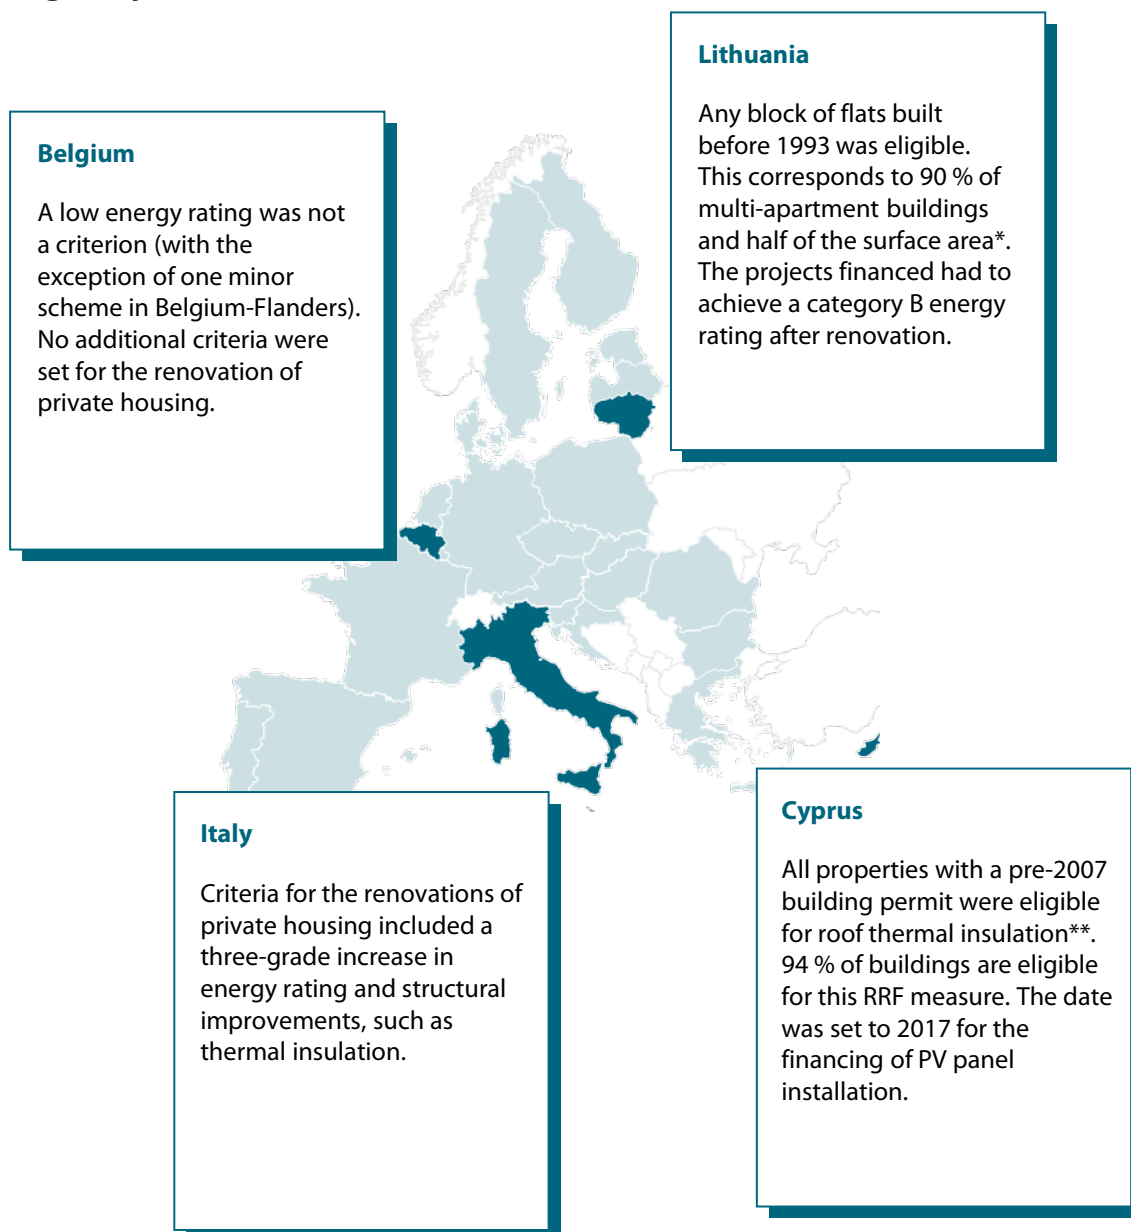 Lithuania
Any block of flats built
before 1993 was eligible.
This corresponds to 90 % of
multi-apartment buildings
and half of the surface area*.
The projects financed had to
achieve a category B energy
rating after renovation.
Belgium
A low energy rating was not
a criterion (with the
exception of one minor
scheme in Belgium-Flanders).
No additional criteria were
set for the renovation of
private housing.
Italy
Criteria for the renovations of
private housing included a
three-grade increase in
energy rating and structural
improvements, such as
thermal insulation.
Cyprus
All properties with a pre-2007
building permit were eligible
for roof thermal insulation**.
94 % of buildings are eligible
for this RRF measure. The date
was set to 2017 for the
financing of PV panel
installation.